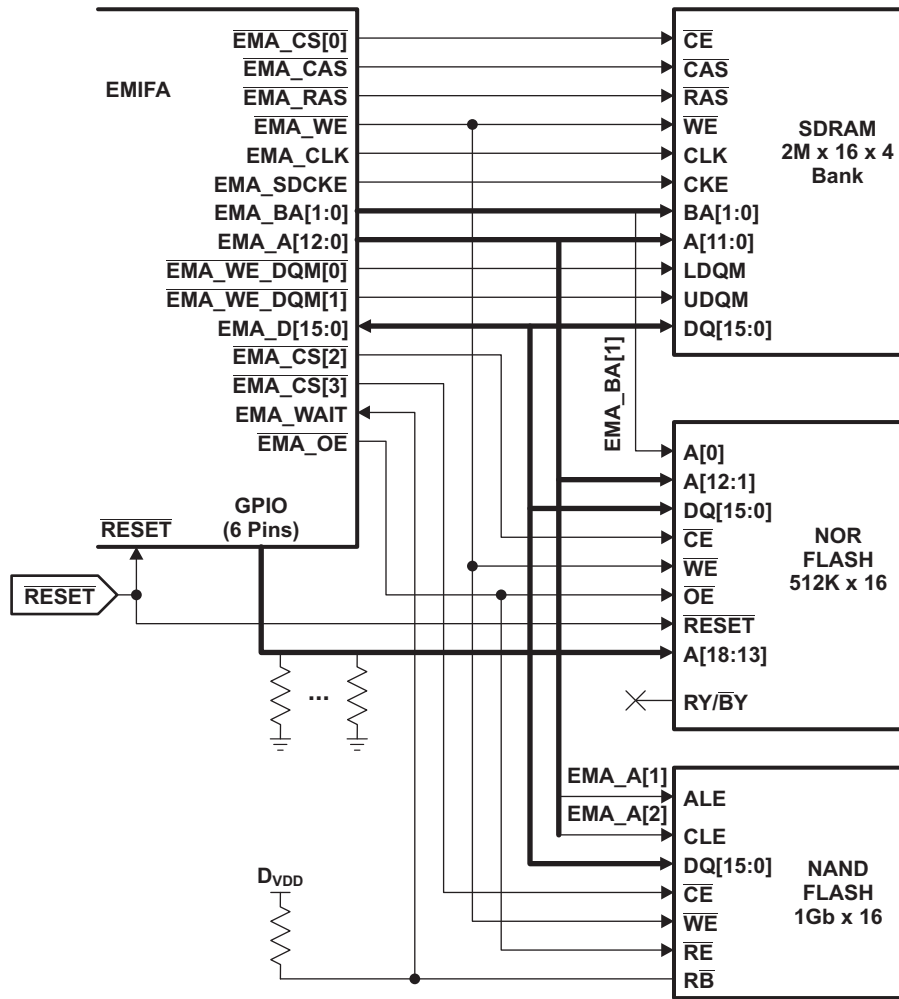 EMIFA
EMA_CS[0]
EMA_CAS
EMA_RAS
EMA_WE
EMA_CLK
EMA_SDCKE
EMA_BA[1:0]
EMA_A[12:0]
EMA_WE_DQM[0]
EMA_WE_DQM[1]
EMA_D[15:0]
EMA_CS[2]
EMA_CS[3]
EMA_WAIT
EMA_OE
GPIO
(6 Pins)
RESET
RESET
CE
CAS
RAS
WE
CLK
CKE
BA[1:0]
A[11:0]
LDQM
UDQM
DQ[15:0]
SDRAM
2M x 16 x 4
Bank
EMA_BA[1]
A[0]
A[12:1]
DQ[15:0]
CE
WE
OE
RESET
A[18:13]
RY/BY
NOR
FLASH
512K x 16
...
EMA_A[1]
EMA_A[2]
ALE
CLE
DQ[15:0]
CE
WE
RE
RB
NAND
FLASH
1Gb x 16
DVDD